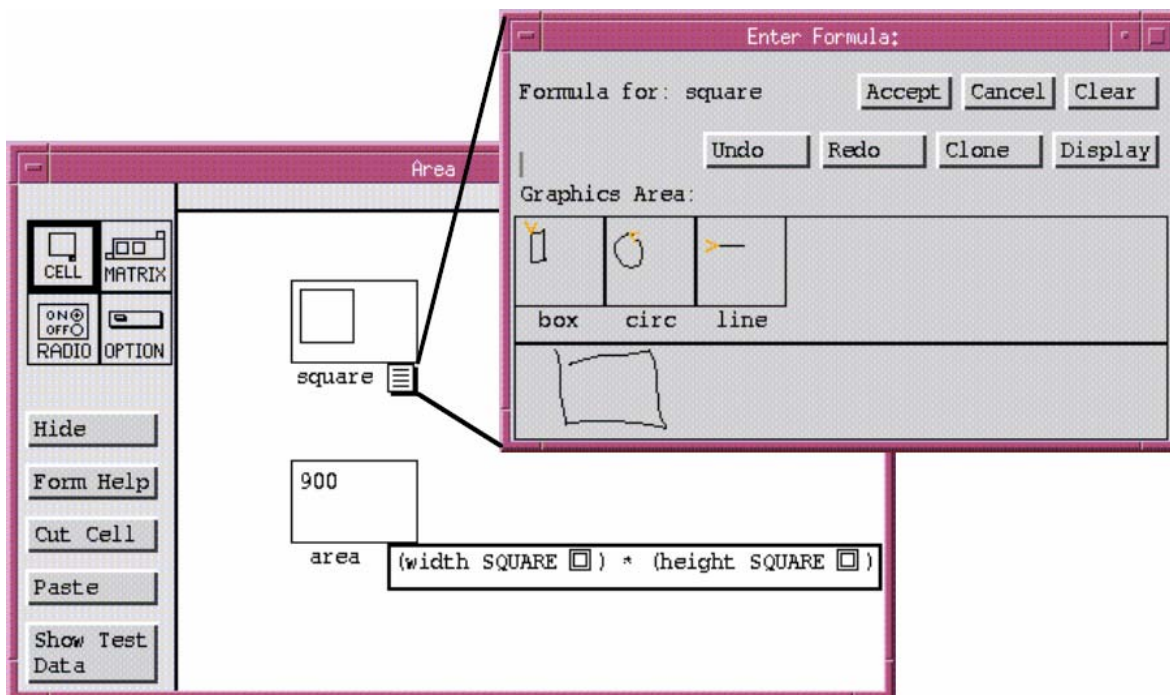 Enter Formula:
Formula for: square
Accept
Cancel
Clear
Undo
Redo
Clone
Display
Graphics Area:
box
circ
line
Area
CELL
MATRIX
ON
OFF
RADIO
OPTION
Hide
Form Help
Cut Cell
Paste
Show Test
Data
square
900
area
(width SQUARE ) * (height SQUARE )